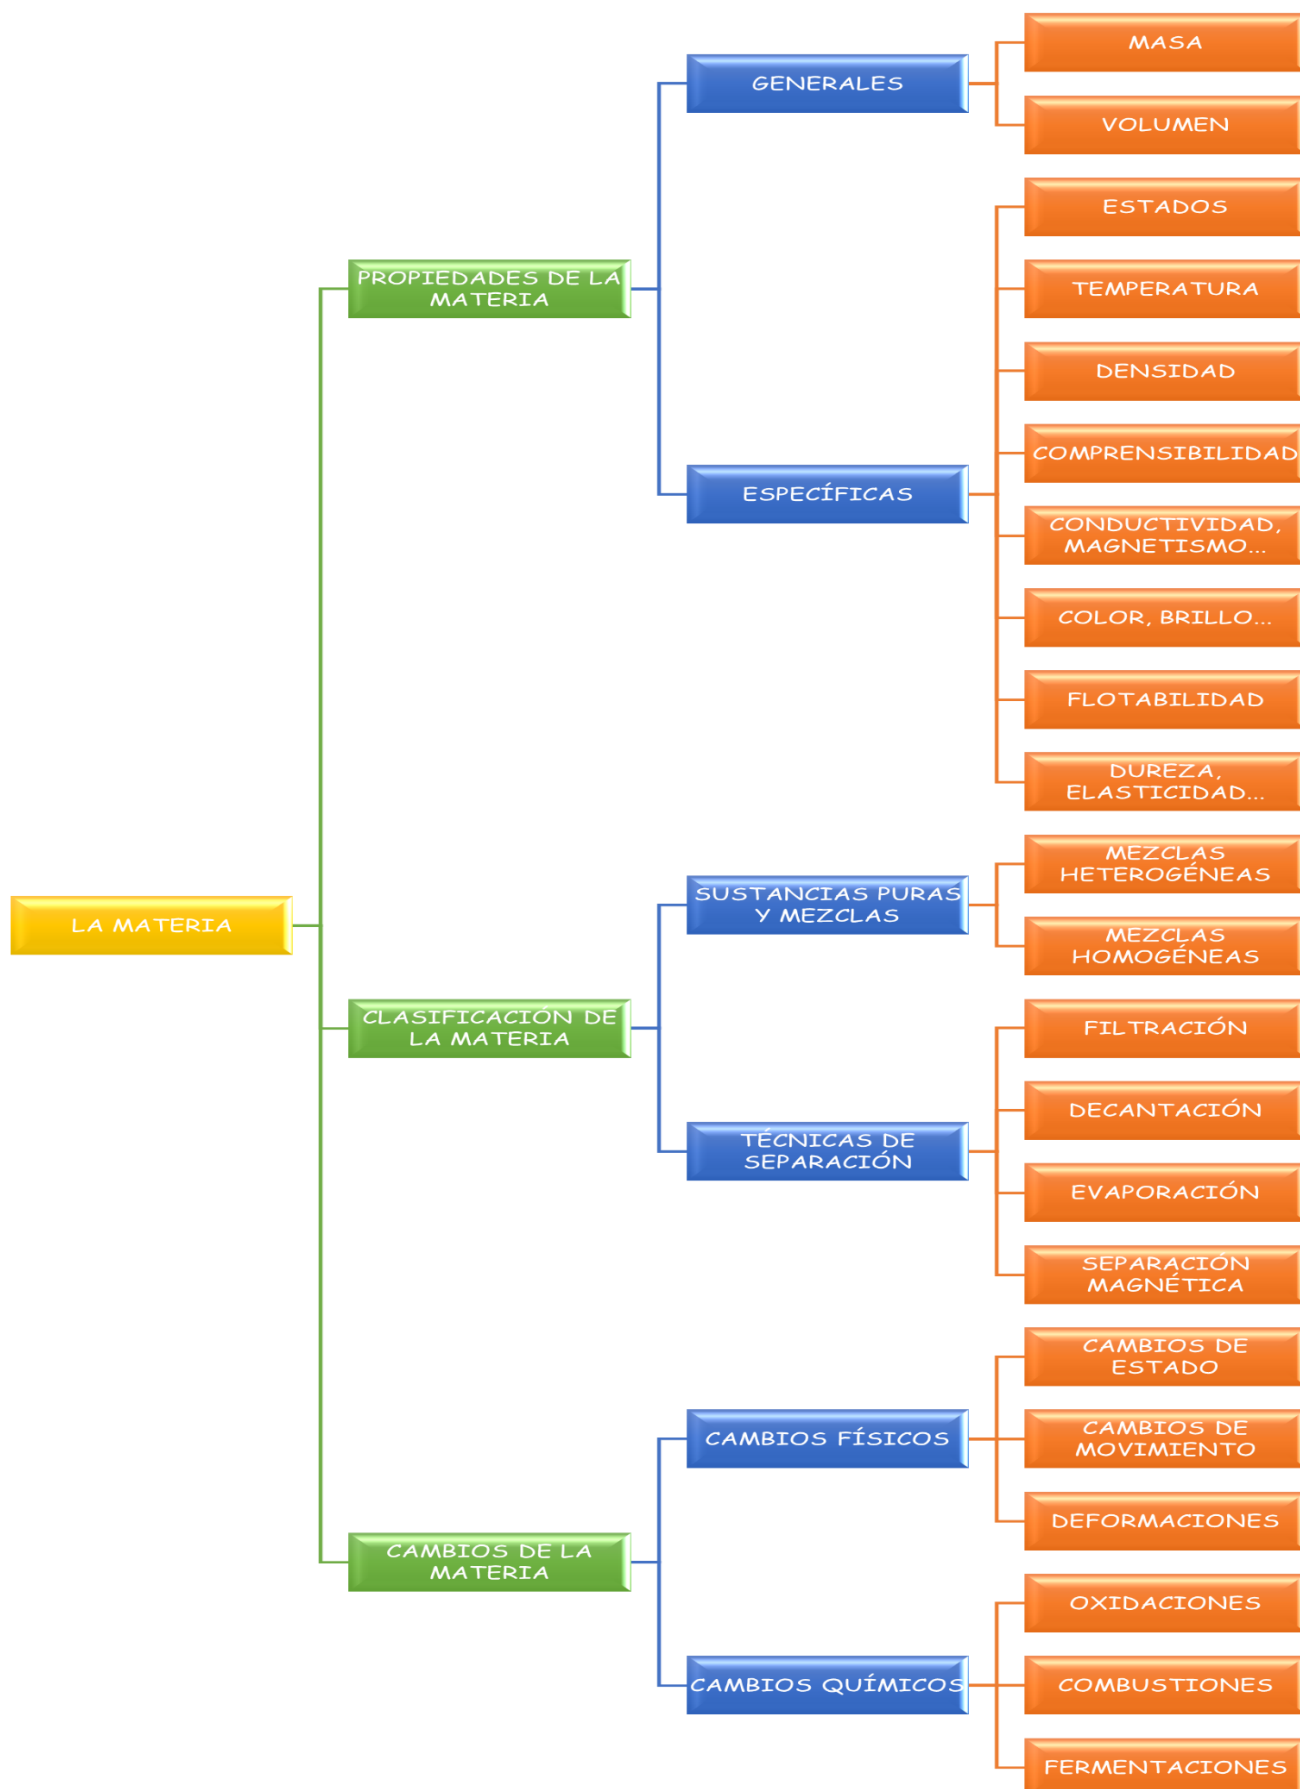 LA MATERIA
PROPIEDADES DE LA
MATERIA
GENERALES
MASA
VOLUMEN
ESPECÍFICAS
ESTADOS
TEMPERATURA
DENSIDAD
COMPRENSIBILIDAD
CONDUCTIVIDAD,
MAGNETISMO...
COLOR, BRILLO...
FLOTABILIDAD
DUREZA,
ELASTICIDAD...
CLASIFICACIÓN DE
LA MATERIA
SUSTANCIAS PURAS
Y MEZCLAS
MEZCLAS
HETEROGÉNEAS
MEZCLAS
HOMOGÉNEAS
TÉCNICAS DE
SEPARACIÓN
FILTRACIÓN
DECANTACIÓN
EVAPORACIÓN
SEPARACIÓN
MAGNÉTICA
CAMBIOS DE LA
MATERIA
CAMBIOS FÍSICOS
CAMBIOS DE
ESTADO
CAMBIOS DE
MOVIMIENTO
DEFORMACIONES
CAMBIOS QUÍMICOS
OXIDACIONES
COMBUSTIONES
FERMENTACIONES